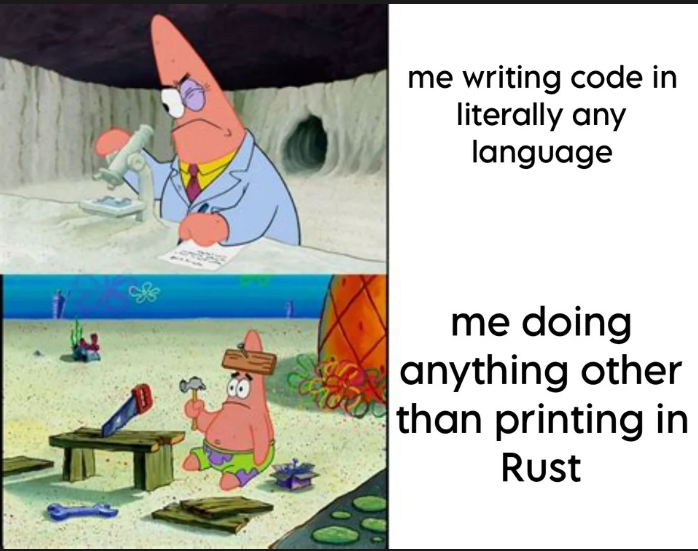 me writing code in
literally any
language
me doing
anything other
than printing in
Rust